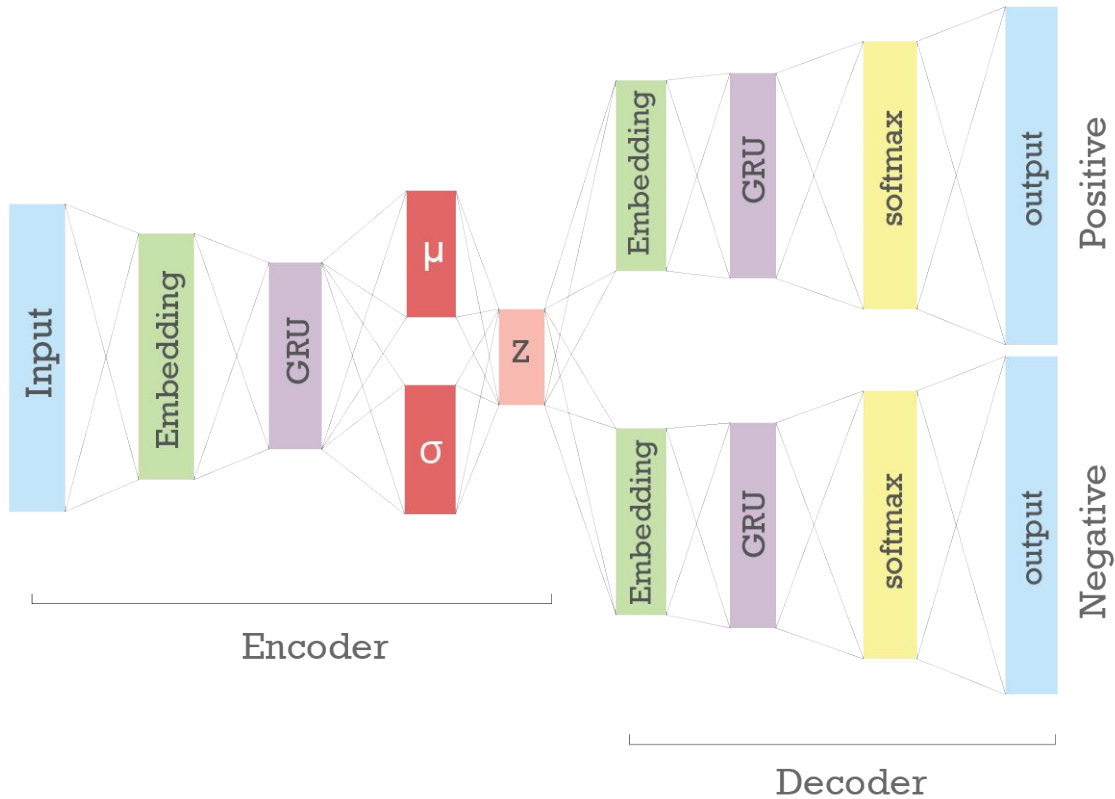 Input
Embedding
GRU
μ
σ
z
Embedding
GRU
softmax
output
Positive
Embedding
GRU
softmax
output
Negative
Encoder
Decoder